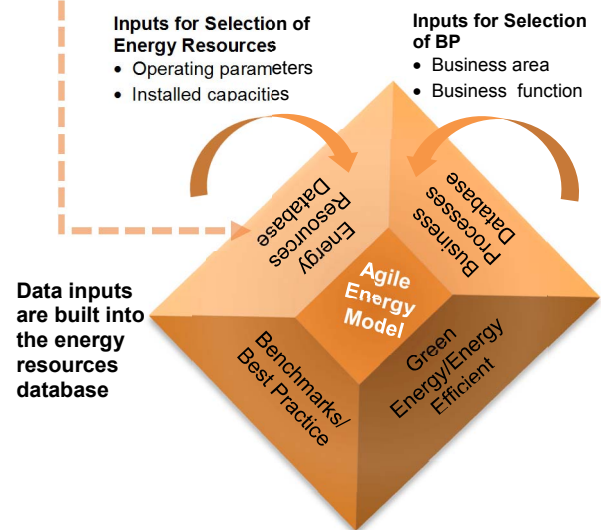 Inputs for Selection of
Energy Resources
• Operating parameters
• Installed capacities
Inputs for Selection
of BP
• Business area
• Business function
Energy
Resources
Database
Business
Processes
Database
Agile
Energy
Model
Data inputs
are built into
the energy
resources
database
Benchmarks/
Best Practice
Green
Energy/Energy
Efficient